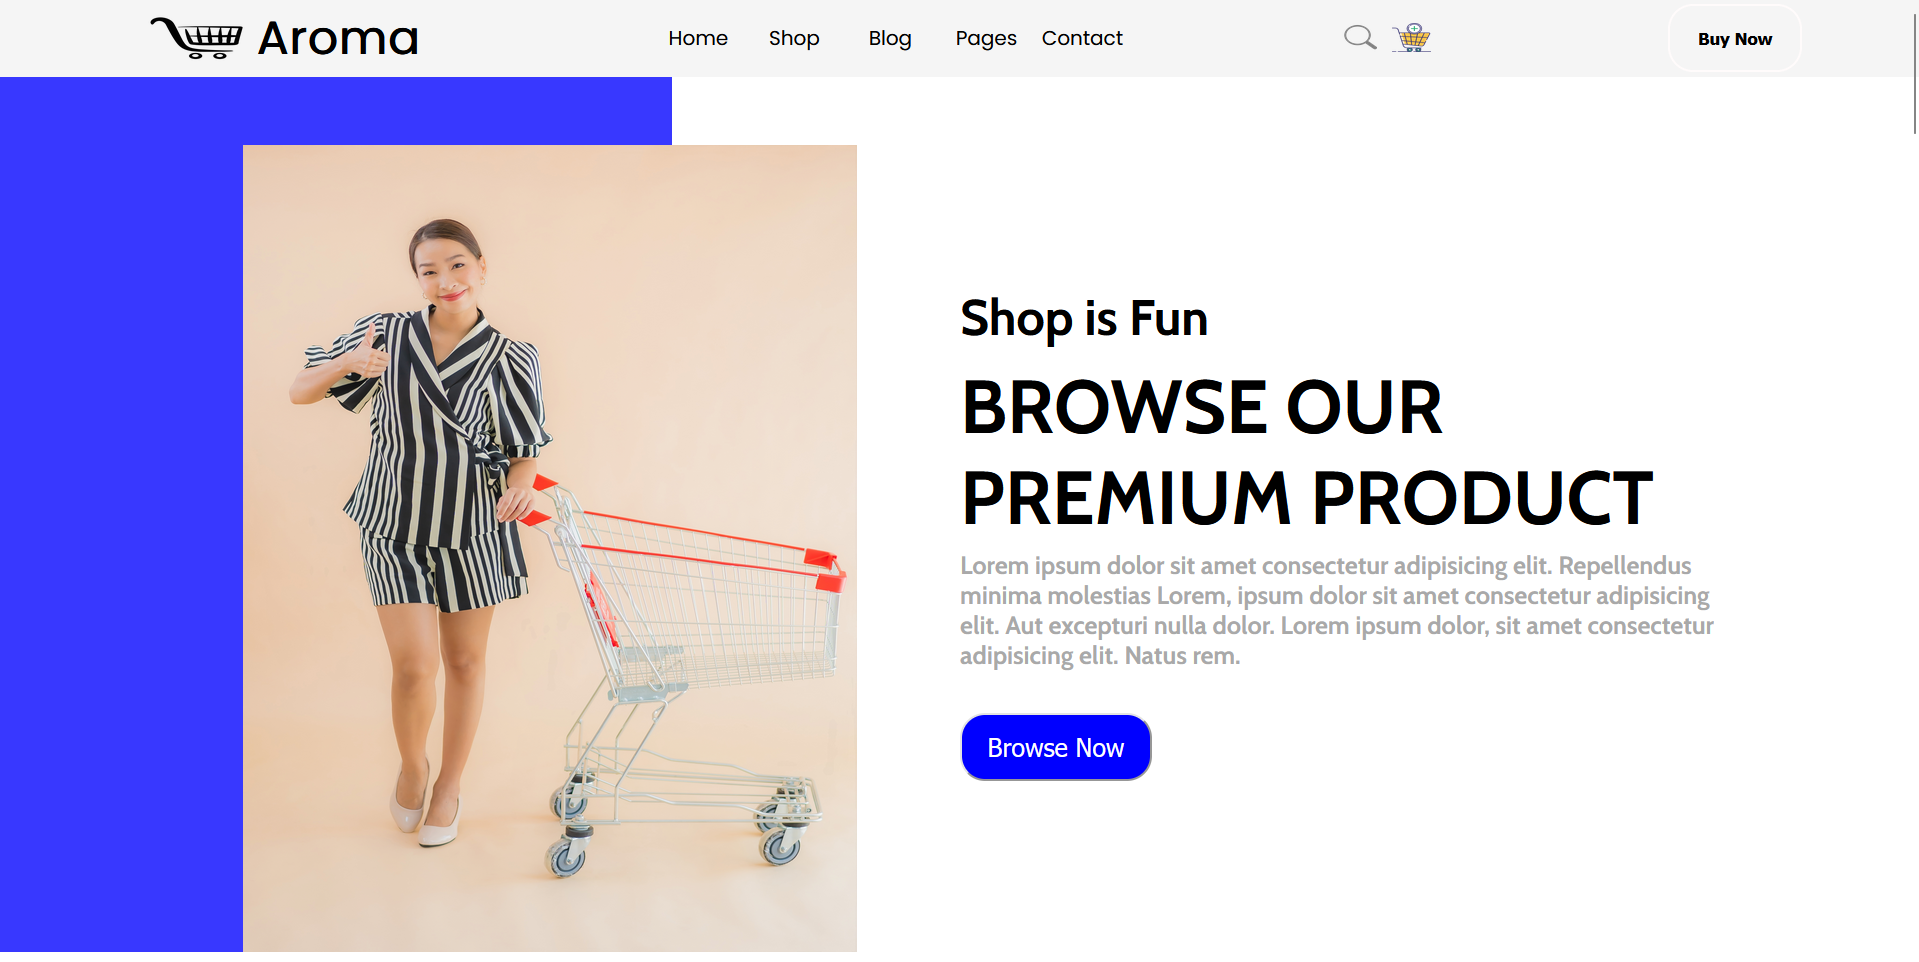 Aroma
Home Shop Blog Pages Contact
Buy Now
Shop is Fun
BROWSE OUR
PREMIUM PRODUCT
Lorem ipsum dolor sit amet consectetur adipisicing elit. Repellendus
minima molestias Lorem, ipsum dolor sit amet consectetur adipisicing
elit. Aut excepturi nulla dolor. Lorem ipsum dolor, sit amet consectetur
adipisicing elit. Natus rem.
Browse Now